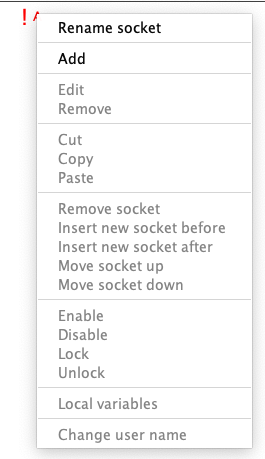 !
Rename socket
Add
Edit
Remove
Cut
Copy
Paste
Remove socket
Insert new socket before
Insert new socket after
Move socket up
Move socket down
Enable
Disable
Lock
Unlock
Local variables
Change user name